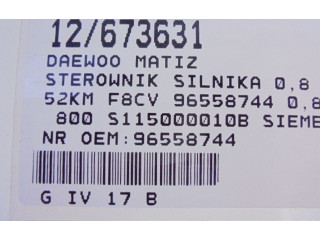 12/673631
DAEWOO MATIZ
STEROWNIK SILNIKA 0,8
52KM F8CV 96558744 0,8
800 S115000010B SIEME
NR OEM:96558744
G IV 17 B